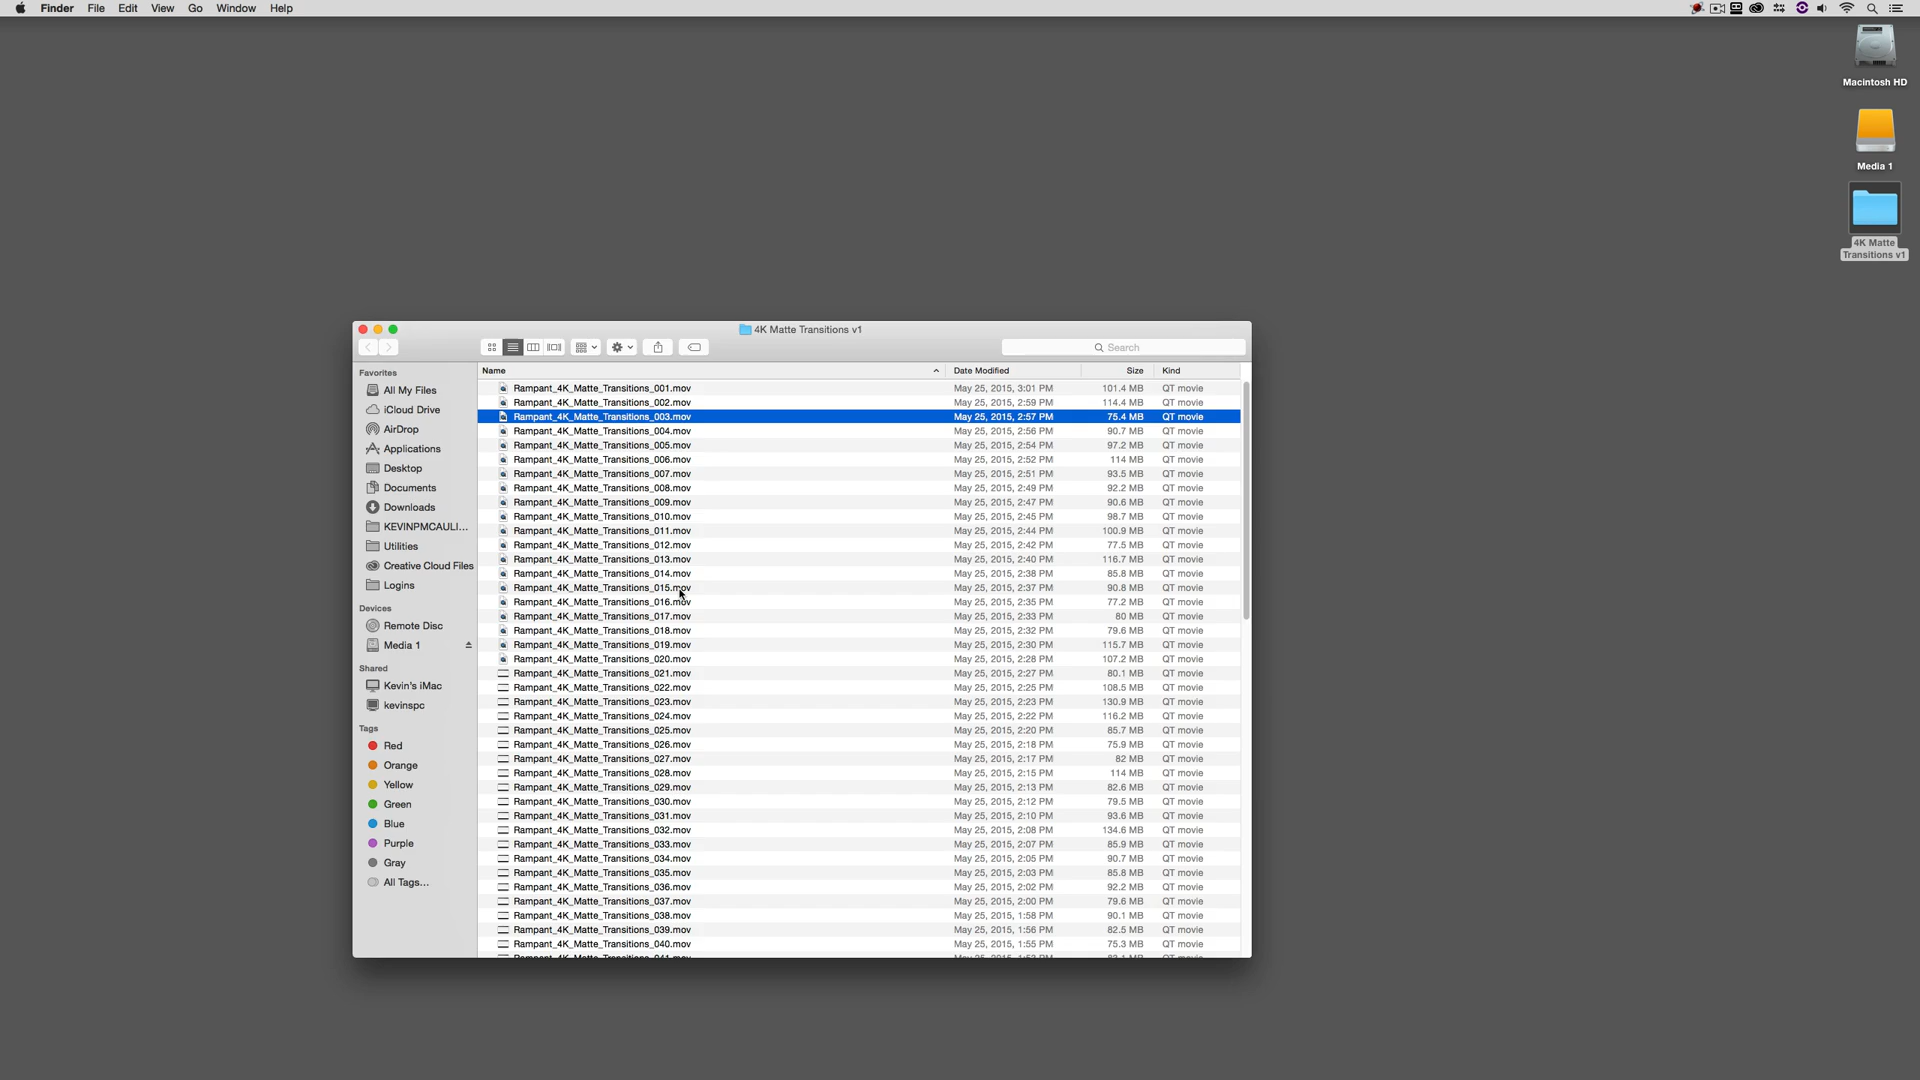 Finder File Edit View Go Window Help
Macintosh HD
Media 1
4K Matte
Transitions v1
4K Matte Transitions v1
Search
Favorites
All My Files
iCloud Drive
AirDrop
Applications
Desktop
Documents
Downloads
KEVINPMCAULI...
Utilities
Creative Cloud Files
Logins
Devices
Remote Disc
Media 1
Shared
Kevin's iMac
kevinspc
Tags
Red
Orange
Yellow
Green
Blue
Purple
Gray
All Tags...
Name Date Modified Size Kind
Rampant_4K_Matte_Transitions_001.mov May 25, 2015, 3:01 PM 101.4 MB QT movie
Rampant_4K_Matte_Transitions_002.mov May 25, 2015, 2:59 PM 114.4 MB QT movie
Rampant_4K_Matte_Transitions_003.mov May 25, 2015, 2:57 PM 75.4 MB QT movie
Rampant_4K_Matte_Transitions_004.mov May 25, 2015, 2:56 PM 90.7 MB QT movie
Rampant_4K_Matte_Transitions_005.mov May 25, 2015, 2:54 PM 97.2 MB QT movie
Rampant_4K_Matte_Transitions_006.mov May 25, 2015, 2:52 PM 114 MB QT movie
Rampant_4K_Matte_Transitions_007.mov May 25, 2015, 2:51 PM 93.5 MB QT movie
Rampant_4K_Matte_Transitions_008.mov May 25, 2015, 2:49 PM 92.2 MB QT movie
Rampant_4K_Matte_Transitions_009.mov May 25, 2015, 2:47 PM 90.6 MB QT movie
Rampant_4K_Matte_Transitions_010.mov May 25, 2015, 2:45 PM 98.7 MB QT movie
Rampant_4K_Matte_Transitions_011.mov May 25, 2015, 2:44 PM 100.9 MB QT movie
Rampant_4K_Matte_Transitions_012.mov May 25, 2015, 2:42 PM 77.5 MB QT movie
Rampant_4K_Matte_Transitions_013.mov May 25, 2015, 2:40 PM 116.7 MB QT movie
Rampant_4K_Matte_Transitions_014.mov May 25, 2015, 2:38 PM 85.8 MB QT movie
Rampant_4K_Matte_Transitions_015.mov May 25, 2015, 2:37 PM 90.8 MB QT movie
Rampant_4K_Matte_Transitions_016.mov May 25, 2015, 2:35 PM 77.2 MB QT movie
Rampant_4K_Matte_Transitions_017.mov May 25, 2015, 2:33 PM 80 MB QT movie
Rampant_4K_Matte_Transitions_018.mov May 25, 2015, 2:32 PM 79.6 MB QT movie
Rampant_4K_Matte_Transitions_019.mov May 25, 2015, 2:30 PM 115.7 MB QT movie
Rampant_4K_Matte_Transitions_020.mov May 25, 2015, 2:28 PM 107.2 MB QT movie
Rampant_4K_Matte_Transitions_021.mov May 25, 2015, 2:27 PM 80.1 MB QT movie
Rampant_4K_Matte_Transitions_022.mov May 25, 2015, 2:25 PM 108.5 MB QT movie
Rampant_4K_Matte_Transitions_023.mov May 25, 2015, 2:23 PM 130.9 MB QT movie
Rampant_4K_Matte_Transitions_024.mov May 25, 2015, 2:22 PM 116.2 MB QT movie
Rampant_4K_Matte_Transitions_025.mov May 25, 2015, 2:20 PM 85.7 MB QT movie
Rampant_4K_Matte_Transitions_026.mov May 25, 2015, 2:18 PM 75.9 MB QT movie
Rampant_4K_Matte_Transitions_027.mov May 25, 2015, 2:17 PM 82 MB QT movie
Rampant_4K_Matte_Transitions_028.mov May 25, 2015, 2:15 PM 114 MB QT movie
Rampant_4K_Matte_Transitions_029.mov May 25, 2015, 2:13 PM 82.6 MB QT movie
Rampant_4K_Matte_Transitions_030.mov May 25, 2015, 2:12 PM 79.5 MB QT movie
Rampant_4K_Matte_Transitions_031.mov May 25, 2015, 2:10 PM 93.6 MB QT movie
Rampant_4K_Matte_Transitions_032.mov May 25, 2015, 2:08 PM 134.6 MB QT movie
Rampant_4K_Matte_Transitions_033.mov May 25, 2015, 2:07 PM 85.9 MB QT movie
Rampant_4K_Matte_Transitions_034.mov May 25, 2015, 2:05 PM 90.7 MB QT movie
Rampant_4K_Matte_Transitions_035.mov May 25, 2015, 2:03 PM 85.8 MB QT movie
Rampant_4K_Matte_Transitions_036.mov May 25, 2015, 2:02 PM 92.2 MB QT movie
Rampant_4K_Matte_Transitions_037.mov May 25, 2015, 2:00 PM 79.6 MB QT movie
Rampant_4K_Matte_Transitions_038.mov May 25, 2015, 1:58 PM 90.1 MB QT movie
Rampant_4K_Matte_Transitions_039.mov May 25, 2015, 1:56 PM 82.5 MB QT movie
Rampant_4K_Matte_Transitions_040.mov May 25, 2015, 1:55 PM 75.3 MB QT movie